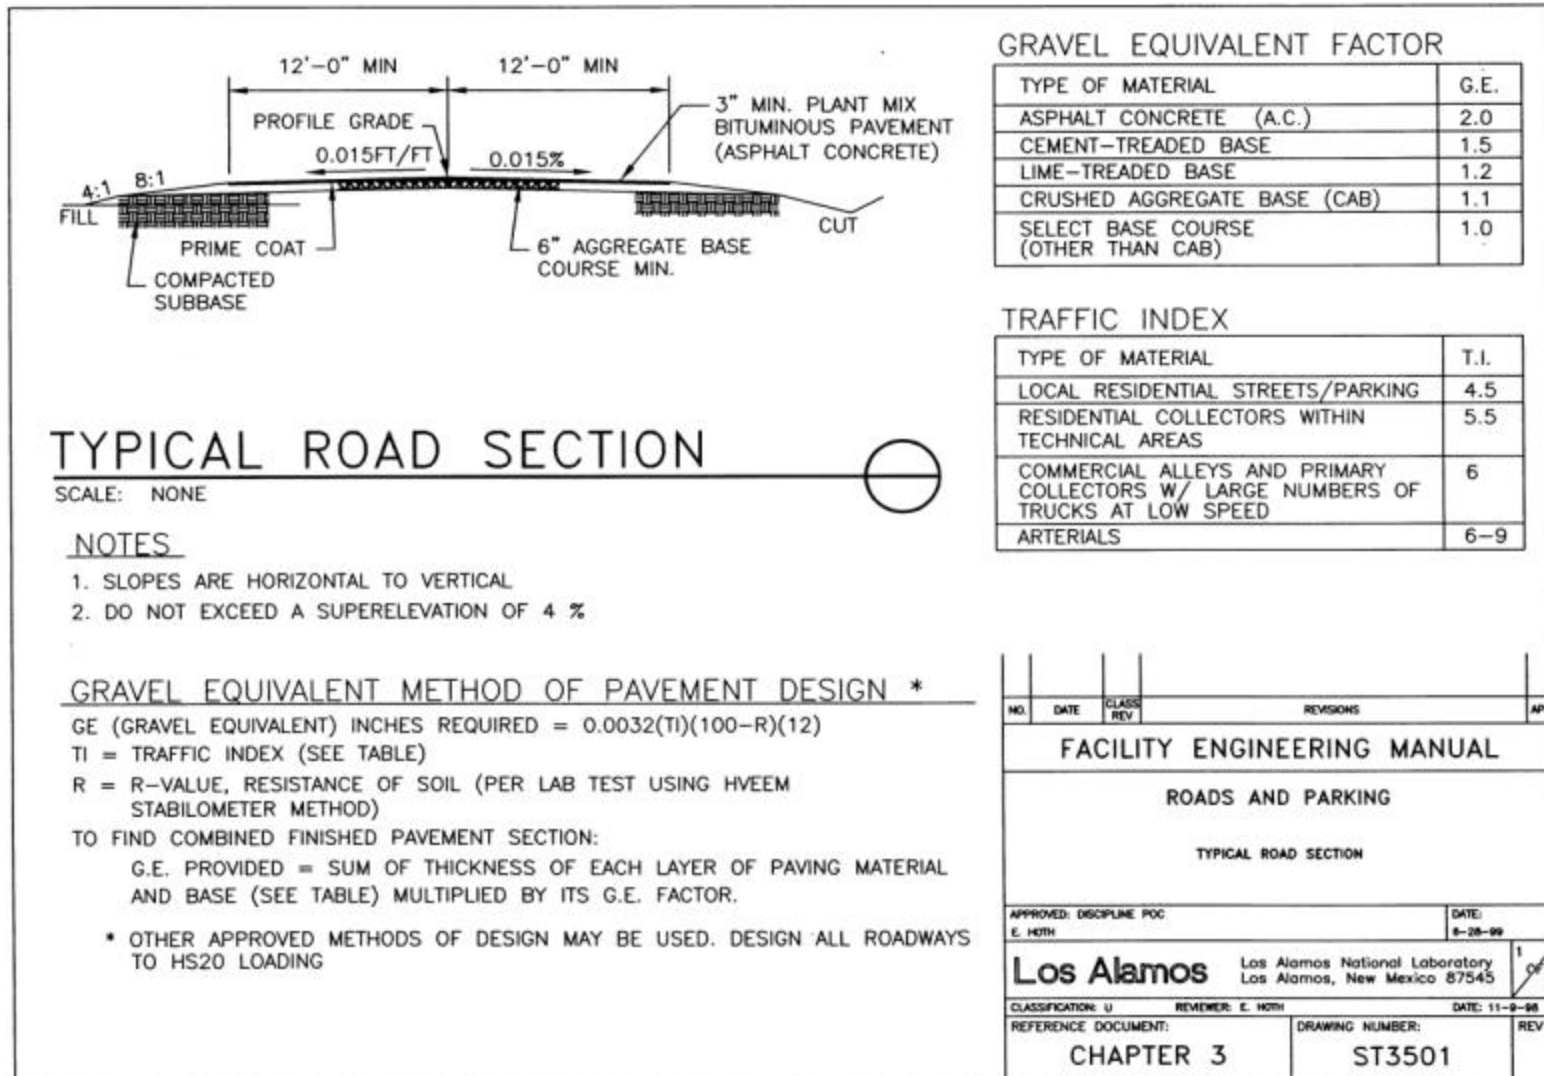 12'-0" MIN
12'-0" MIN
PROFILE GRADE
0.015FT/FT
0.015%
3" MIN. PLANT MIX
BITUMINOUS PAVEMENT
(ASPHALT CONCRETE)
4:1
8:1
FILL
CUT
PRIME COAT
6" AGGREGATE BASE
COURSE MIN.
COMPACTED
SUBBASE
TYPICAL ROAD SECTION
SCALE: NONE
NOTES
1. SLOPES ARE HORIZONTAL TO VERTICAL
2. DO NOT EXCEED A SUPERELEVATION OF 4 %
GRAVEL EQUIVALENT METHOD OF PAVEMENT DESIGN *
GE (GRAVEL EQUIVALENT) INCHES REQUIRED = 0.0032(TI)(100-R)(12)
TI = TRAFFIC INDEX (SEE TABLE)
R = R-VALUE, RESISTANCE OF SOIL (PER LAB TEST USING HVEEM
STABILOMETER METHOD)
TO FIND COMBINED FINISHED PAVEMENT SECTION:
G.E. PROVIDED = SUM OF THICKNESS OF EACH LAYER OF PAVING MATERIAL
AND BASE (SEE TABLE) MULTIPLIED BY ITS G.E. FACTOR.
* OTHER APPROVED METHODS OF DESIGN MAY BE USED. DESIGN ALL ROADWAYS
TO HS20 LOADING
GRAVEL EQUIVALENT FACTOR
TYPE OF MATERIAL G.E.
ASPHALT CONCRETE (A.C.) 2.0
CEMENT-TREADED BASE 1.5
LIME-TREADED BASE 1.2
CRUSHED AGGREGATE BASE (CAB) 1.1
SELECT BASE COURSE 1.0
(OTHER THAN CAB)
TRAFFIC INDEX
TYPE OF MATERIAL T.I.
LOCAL RESIDENTIAL STREETS/PARKING 4.5
RESIDENTIAL COLLECTORS WITHIN 5.5
TECHNICAL AREAS
COMMERCIAL ALLEYS AND PRIMARY 6
COLLECTORS W/ LARGE NUMBERS OF
TRUCKS AT LOW SPEED
ARTERIALS 6-9
NO. DATE CLASS REV REVISIONS AP
FACILITY ENGINEERING MANUAL
ROADS AND PARKING
TYPICAL ROAD SECTION
APPROVED: DISCIPLINE POC DATE:
E. HOTH 8-28-99
Los Alamos
Los Alamos National Laboratory
Los Alamos, New Mexico 87545
1 OF
CLASSIFICATION: U REVIEWER: E. HOTH DATE: 11-9-98
REFERENCE DOCUMENT: DRAWING NUMBER: REV
CHAPTER 3 ST3501